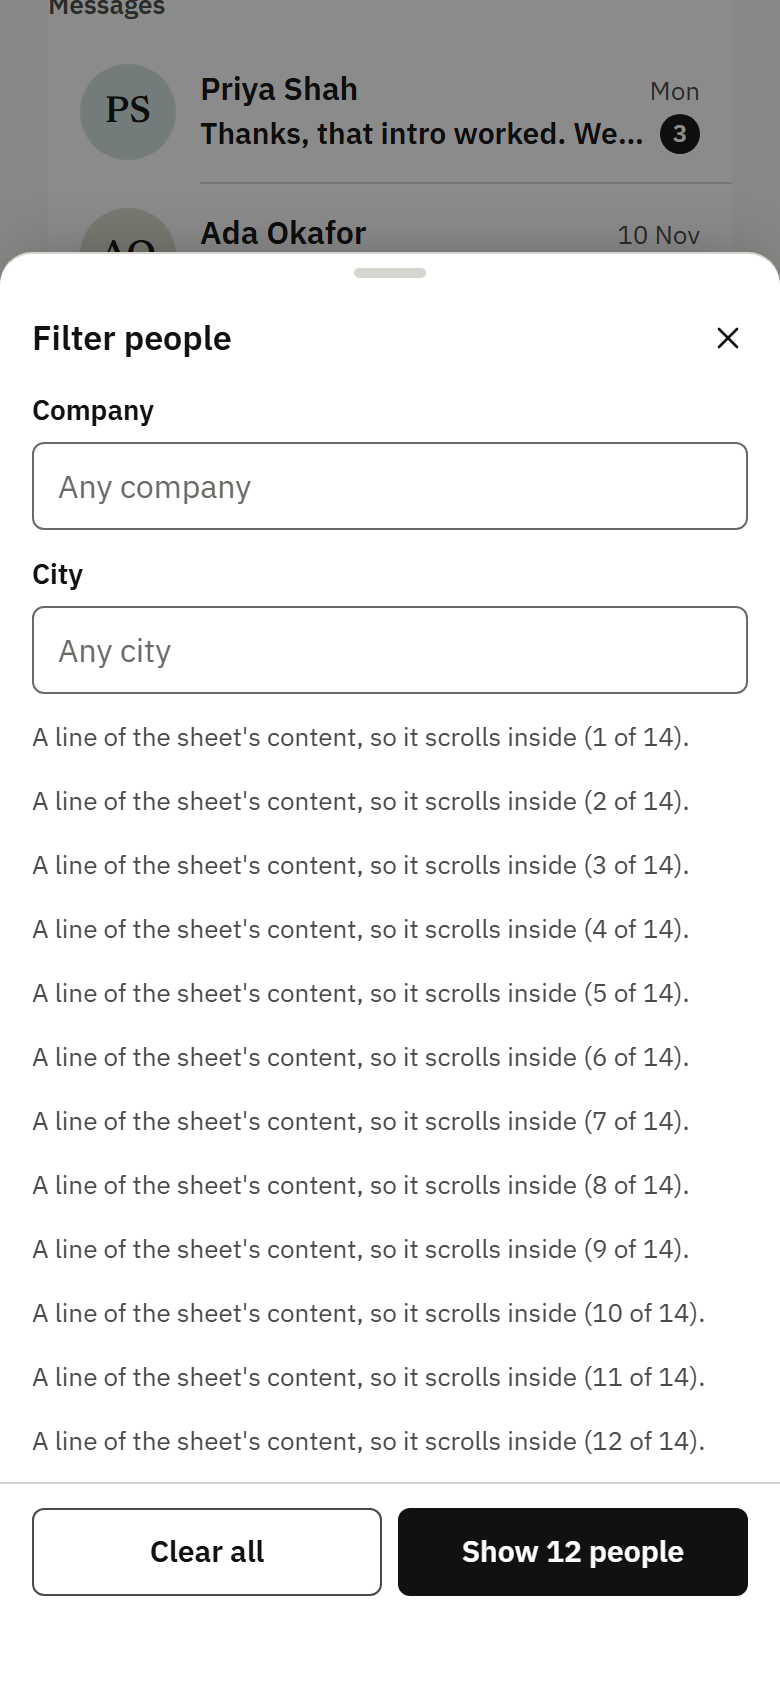 Messages
PS
Priya Shah
Mon
Thanks, that intro worked. We...
3
AO
Ada Okafor
10 Nov
Filter people
Company
Any company
City
Any city
A line of the sheet's content, so it scrolls inside (1 of 14).
A line of the sheet's content, so it scrolls inside (2 of 14).
A line of the sheet's content, so it scrolls inside (3 of 14).
A line of the sheet's content, so it scrolls inside (4 of 14).
A line of the sheet's content, so it scrolls inside (5 of 14).
A line of the sheet's content, so it scrolls inside (6 of 14).
A line of the sheet's content, so it scrolls inside (7 of 14).
A line of the sheet's content, so it scrolls inside (8 of 14).
A line of the sheet's content, so it scrolls inside (9 of 14).
A line of the sheet's content, so it scrolls inside (10 of 14).
A line of the sheet's content, so it scrolls inside (11 of 14).
A line of the sheet's content, so it scrolls inside (12 of 14).
Clear all
Show 12 people